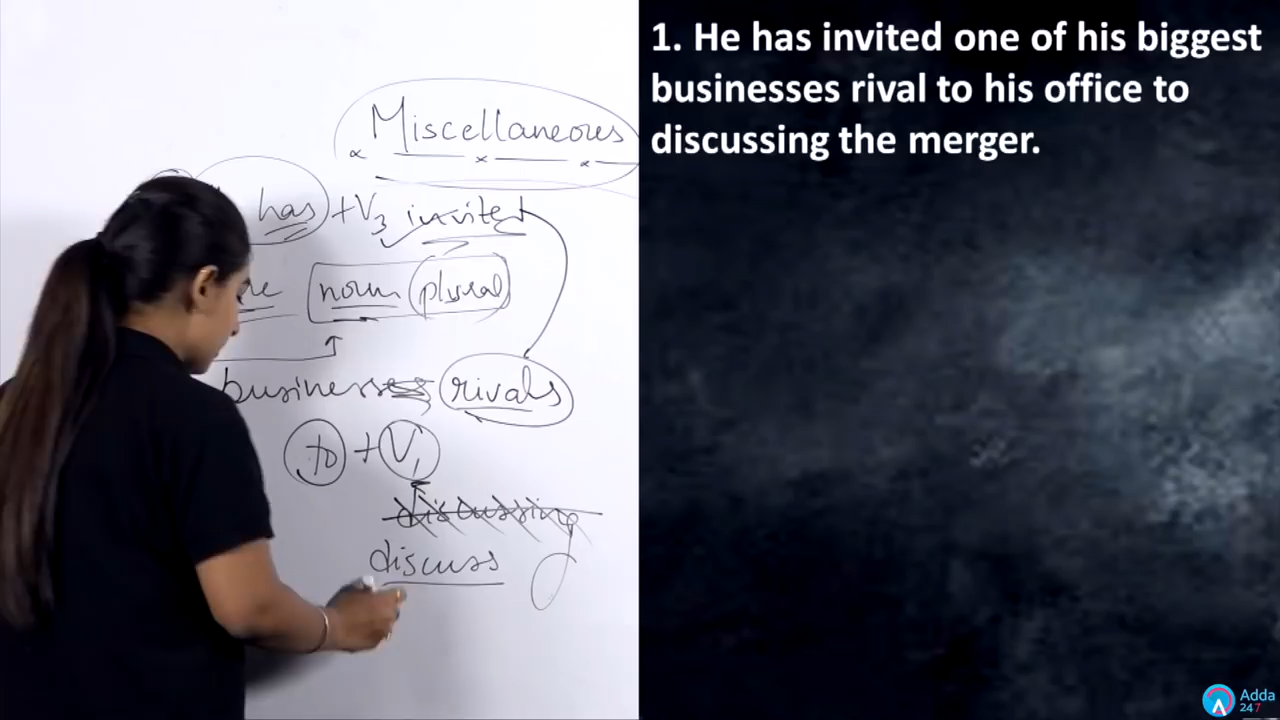 Miscellaneous
has + V3 invited
noun (plural)
business rivals
to + V1
discussing
discuss
1. He has invited one of his biggest
businesses rival to his office to
discussing the merger.
Adda
247